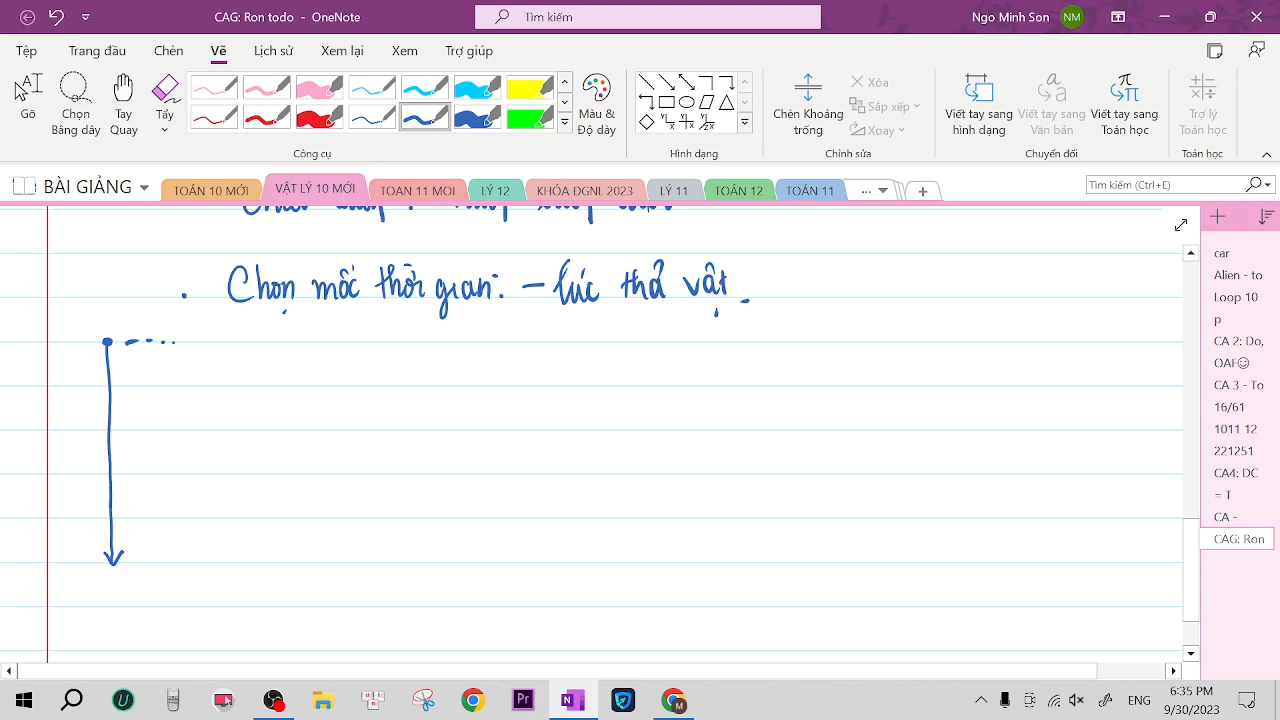 CAG: Ron todo - OneNote
Tìm kiếm
Ngo Minh Son
NM
Tệp
Trang đầu
Chèn
Vẽ
Lịch sử
Xem lại
Xem
Trợ giúp
Gõ
Chọn Bằng dây
Tay Quay
Tẩy
Màu & Độ dày
Chèn Khoảng trống
Xóa
Sắp xếp
Xoay
Viết tay sang hình dạng
Viết tay sang Văn bản
Viết tay sang Toán học
Trợ lý Toán học
Công cụ
Hình dạng
Chỉnh sửa
Chuyển đổi
Toán học
BÀI GIẢNG
TOÁN 10 MỚI
VẬT LÝ 10 MỚI
TOAN 11 MOI
LÝ 12
KHÓA ĐGNL 2023
LÝ 11
TOÁN 12
TOÁN 11
...
Tìm kiếm (Ctrl+E)
Chọn mốc thời gian: - lúc thả vật.
car
Alien - to
Loop 10
p
CA 2: Do,
OAF☺
CA 3 - To
16/61
1011 12
221251
CA4: DC
= T
CA -
CAG: Ron
ENG
6:35 PM
9/30/2023